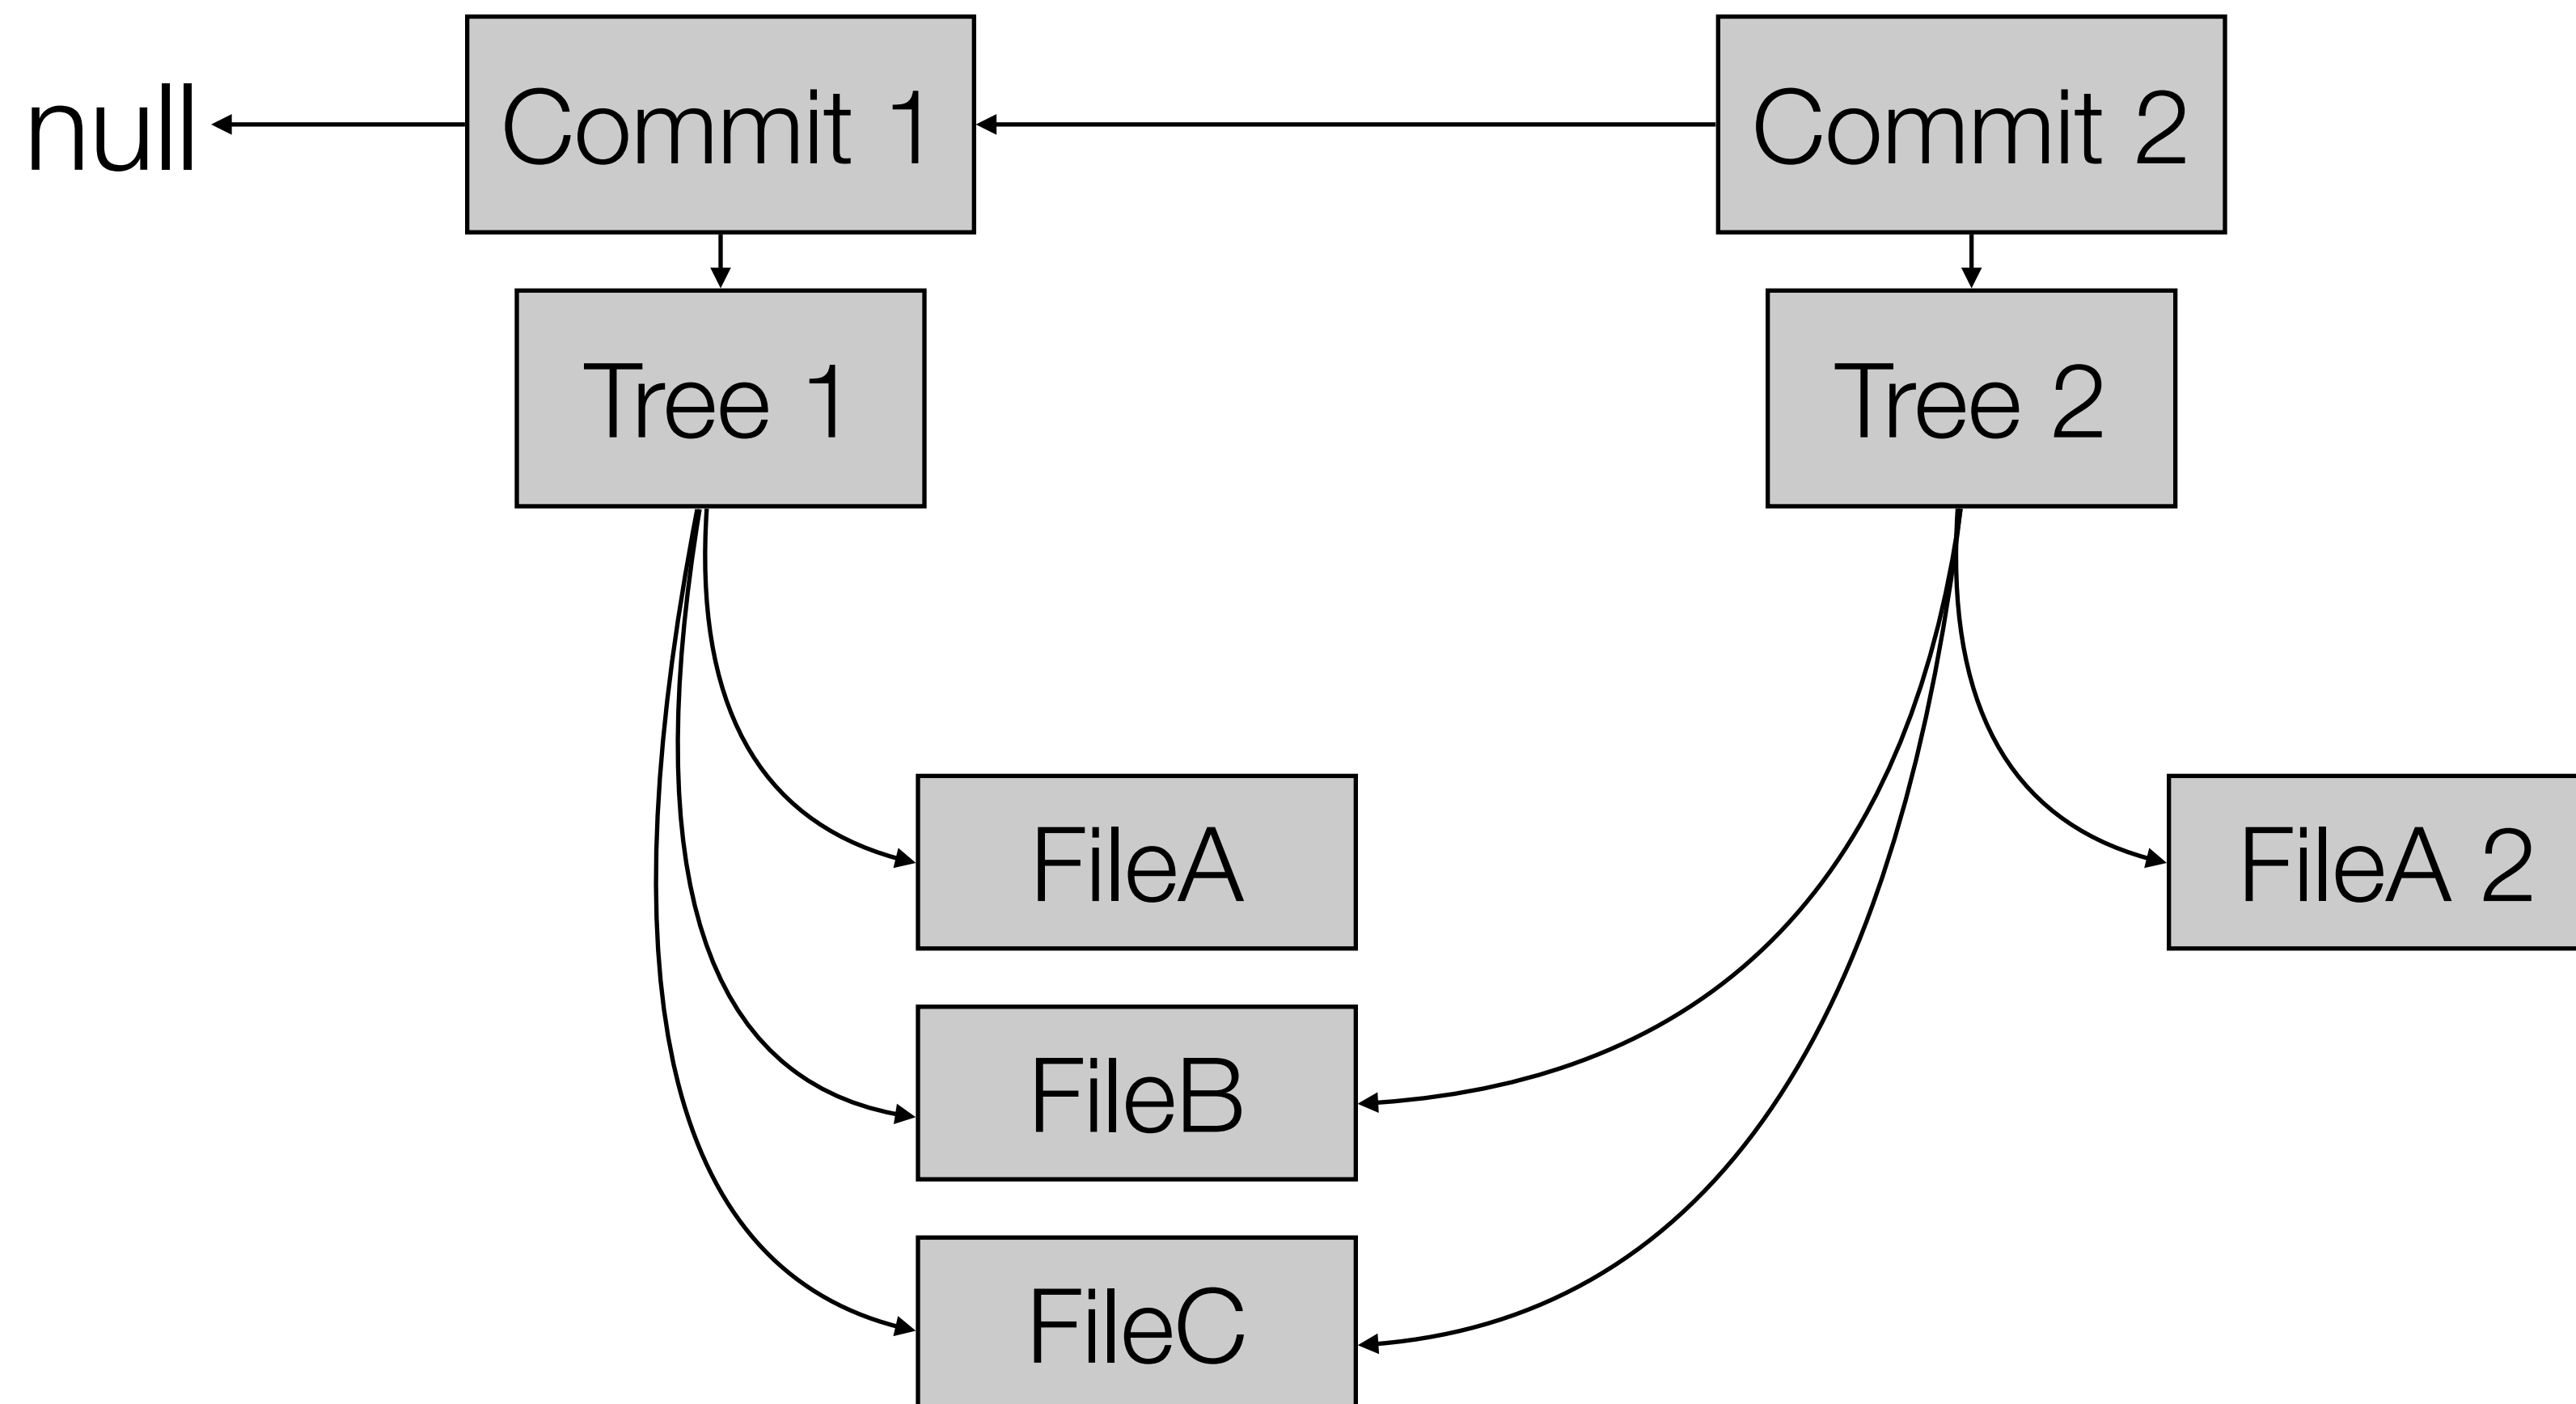 null
Commit 1
Commit 2
Tree 1
Tree 2
FileA
FileA 2
FileB
FileC